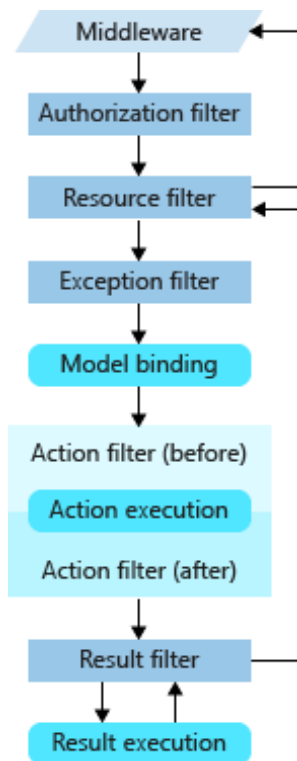 Middleware
Authorization filter
Resource filter
Exception filter
Model binding
Action filter (before)
Action execution
Action filter (after)
Result filter
Result execution